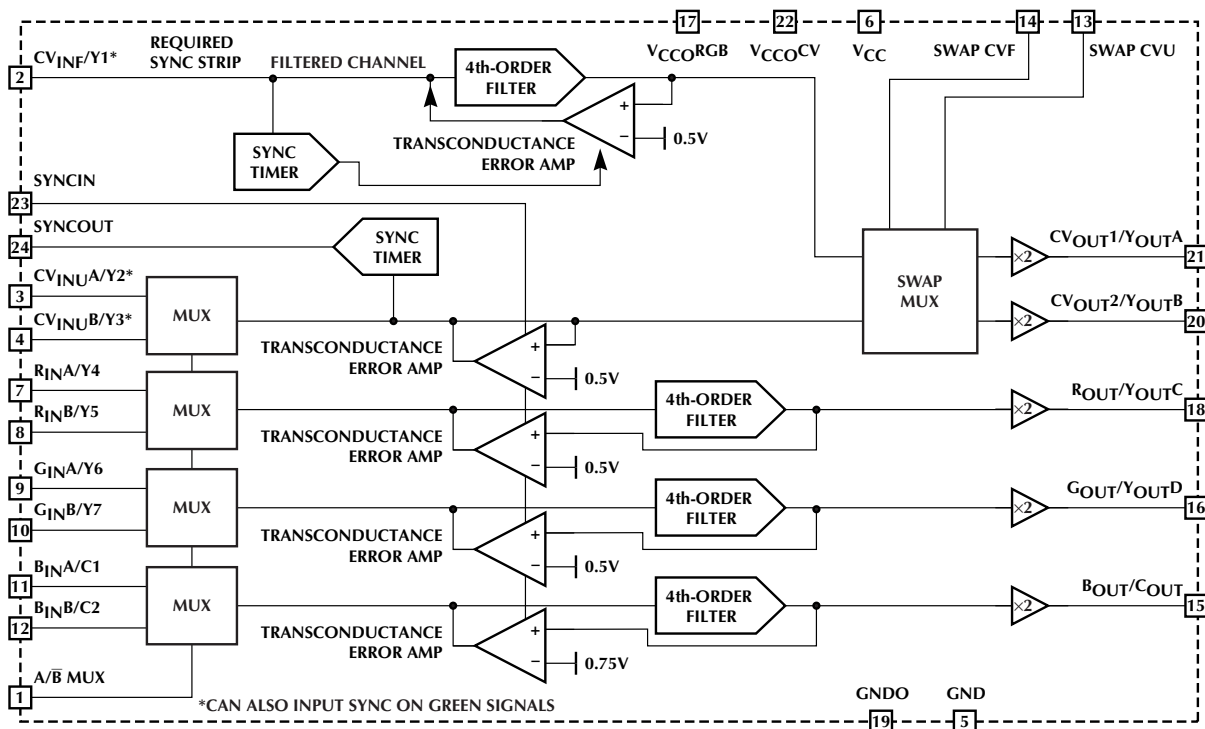 17 22 6 14 13
CVINF/Y1*
REQUIRED
SYNC STRIP
FILTERED CHANNEL
4th-ORDER
FILTER
VCCORGB
VCCOCV
VCC
SWAP CVF
SWAP CVU
2
+
−
0.5V
TRANSCONDUCTANCE
ERROR AMP
SYNC
TIMER
SYNCIN
23
SYNCOUT
24
SYNC
TIMER
CVINUA/Y2*
3
CVINUB/Y3*
4
MUX
SWAP
MUX
×2
CVOUT1/YOUTA
21
×2
CVOUT2/YOUTB
20
TRANSCONDUCTANCE
ERROR AMP
+
−
0.5V
RINA/Y4
7
RINB/Y5
8
MUX
4th-ORDER
FILTER
×2
ROUT/YOUTC
18
TRANSCONDUCTANCE
ERROR AMP
+
−
0.5V
GINA/Y6
9
GINB/Y7
10
MUX
4th-ORDER
FILTER
×2
GOUT/YOUTD
16
TRANSCONDUCTANCE
ERROR AMP
+
−
0.5V
BINA/C1
11
BINB/C2
12
MUX
4th-ORDER
FILTER
×2
BOUT/COUT
15
TRANSCONDUCTANCE
ERROR AMP
+
−
0.75V
A/B̅ MUX
1
*CAN ALSO INPUT SYNC ON GREEN SIGNALS
GNDO
19
GND
5